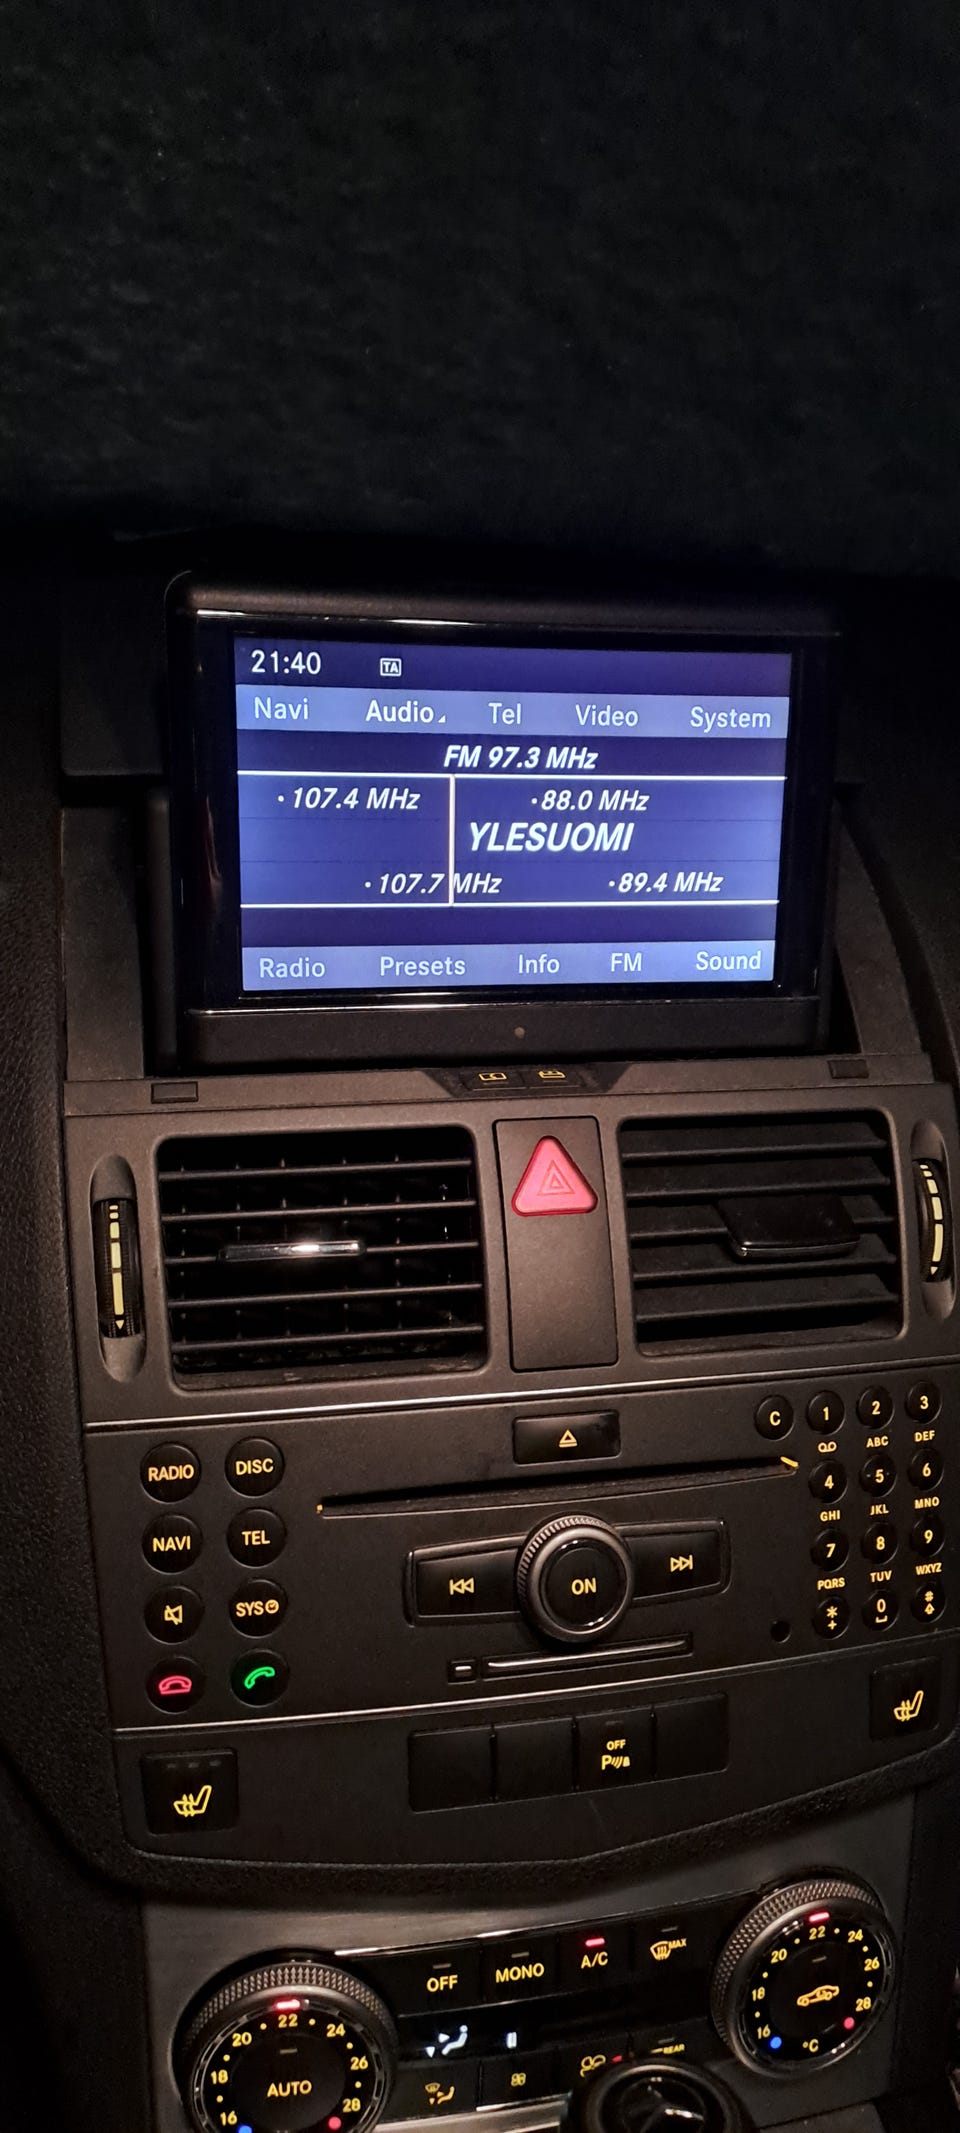 21:40 TA
Navi Audio Tel Video System
FM 97.3 MHz
107.4 MHz 88.0 MHz
YLESUOMI
107.7 MHz 89.4 MHz
Radio Presets Info FM Sound
C 1 2 3
RADIO DISC
ABC DEF
4 5 6
GHI JKL MNO
NAVI TEL
7 8 9
PQRS TUV WXYZ
ON
SYS
* 0 #
+
OFF
P
OFF MONO A/C MAX
16 18 20 22 24 26 28
°C
16 18 20 22 24 26 28
AUTO
REAR